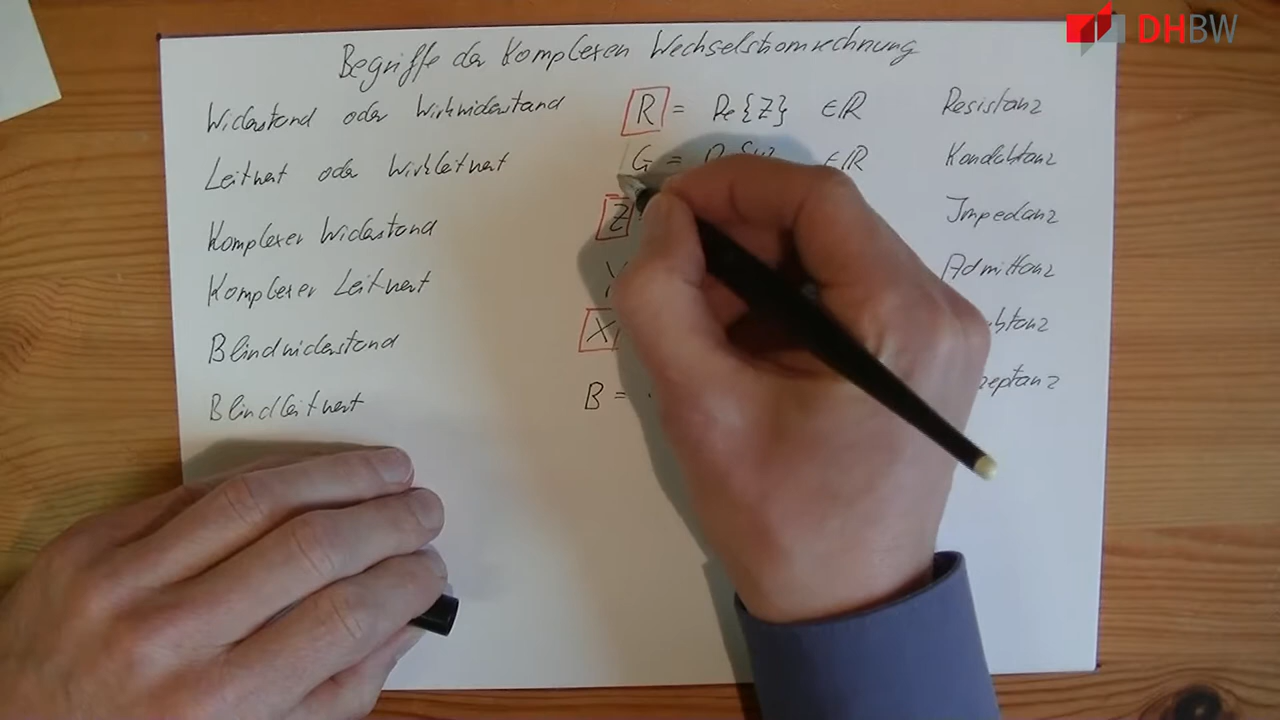 DHBW
Begriffe der Komplexen Wechselstromrechnung
Widerstand oder Wirkwiderstand R = Re{Z} ∈ℝ Resistanz
Leitwert oder Wirkleitwert G = ∈ℝ Konduktanz
Komplexer Widerstand Z Impedanz
Komplexer Leitwert Y Admittanz
Blindwiderstand X
Blindleitwert B =